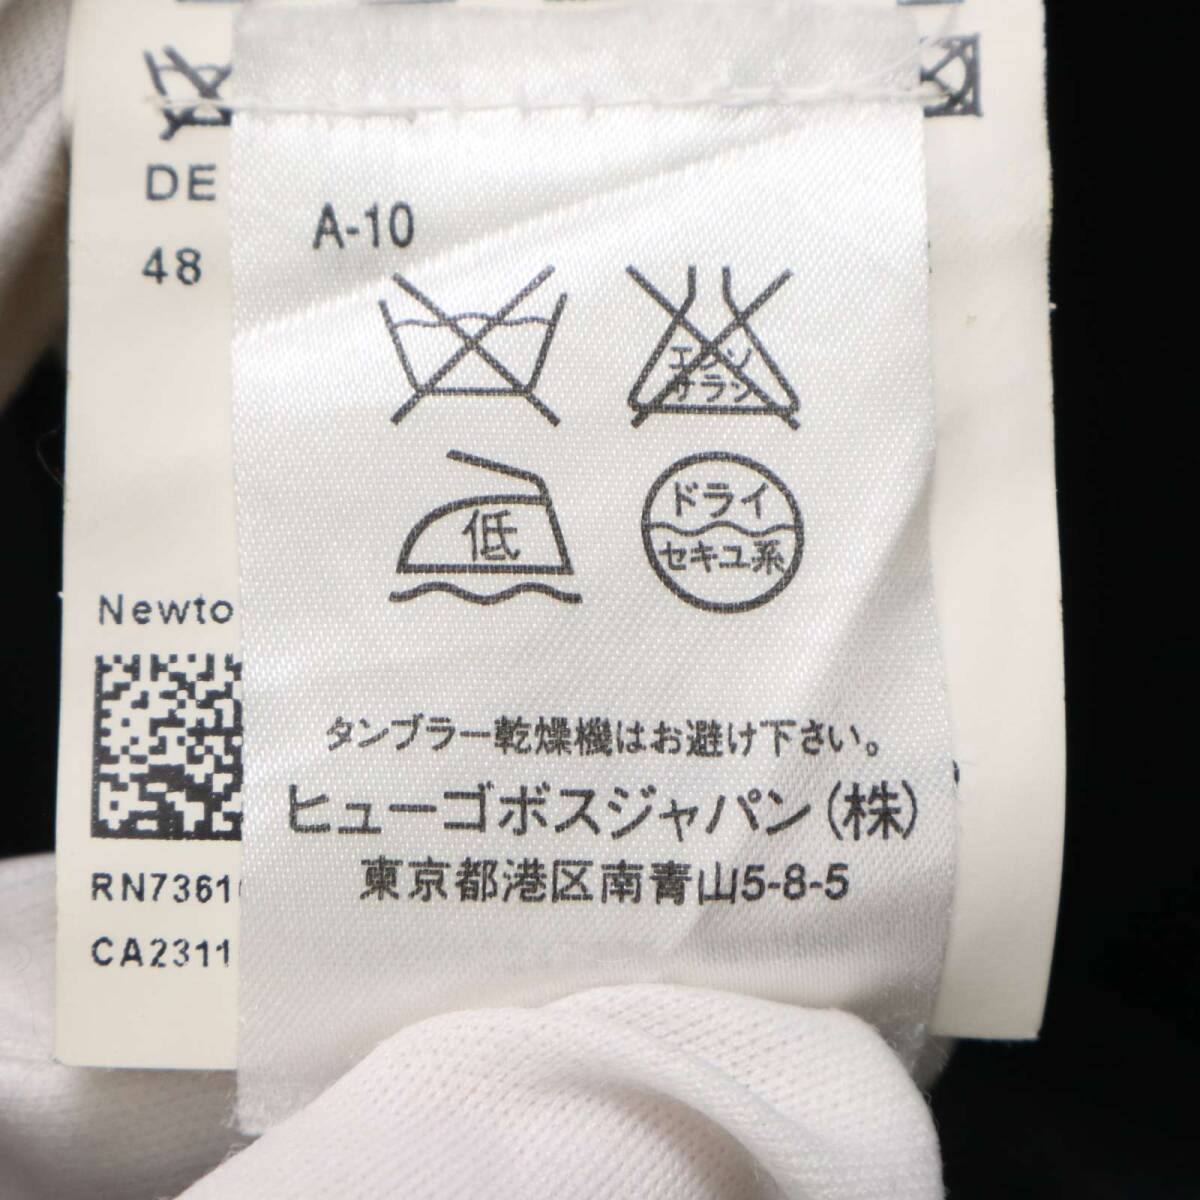 DE
48
A-10
エンソ
サラシ
低
ドライ
セキユ系
Newto
タンブラー乾燥機はお避け下さい。
ヒューゴボスジャパン(株)
東京都港区南青山5-8-5
RN7361
CA2311